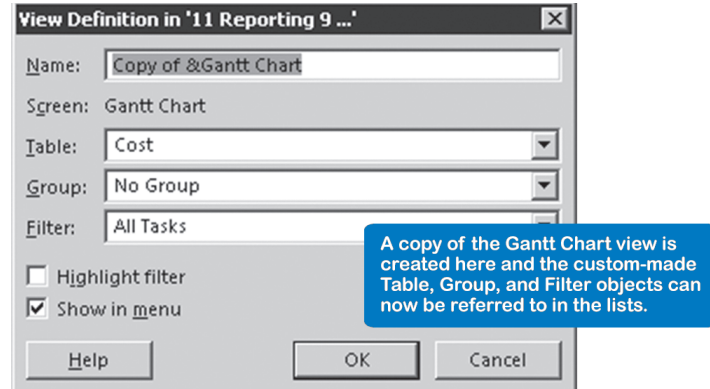 View Definition in '11 Reporting 9 ...'
Name: Copy of &Gantt Chart
Screen: Gantt Chart
Table: Cost
Group: No Group
Filter: All Tasks
A copy of the Gantt Chart view is
created here and the custom-made
Table, Group, and Filter objects can
now be referred to in the lists.
Highlight filter
Show in menu
Help OK Cancel